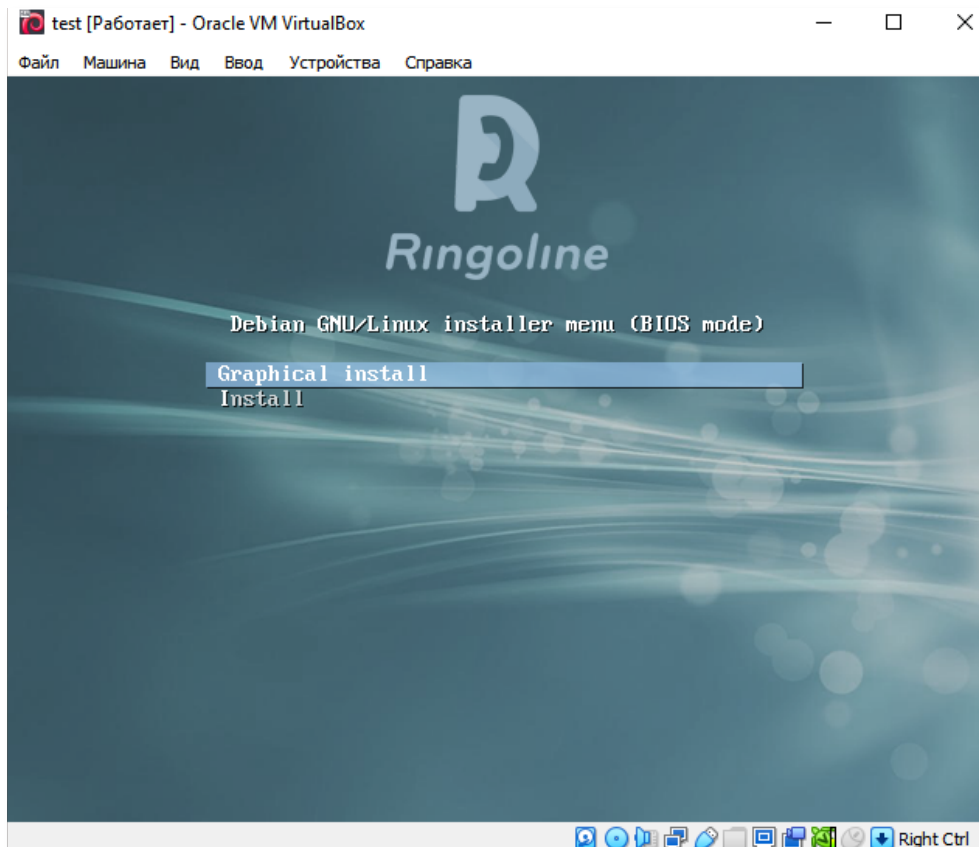 test [Работает] - Oracle VM VirtualBox
Файл Машина Вид Ввод Устройства Справка
Ringoline
Debian GNU/Linux installer menu (BIOS mode)
Graphical install
Install
Right Ctrl